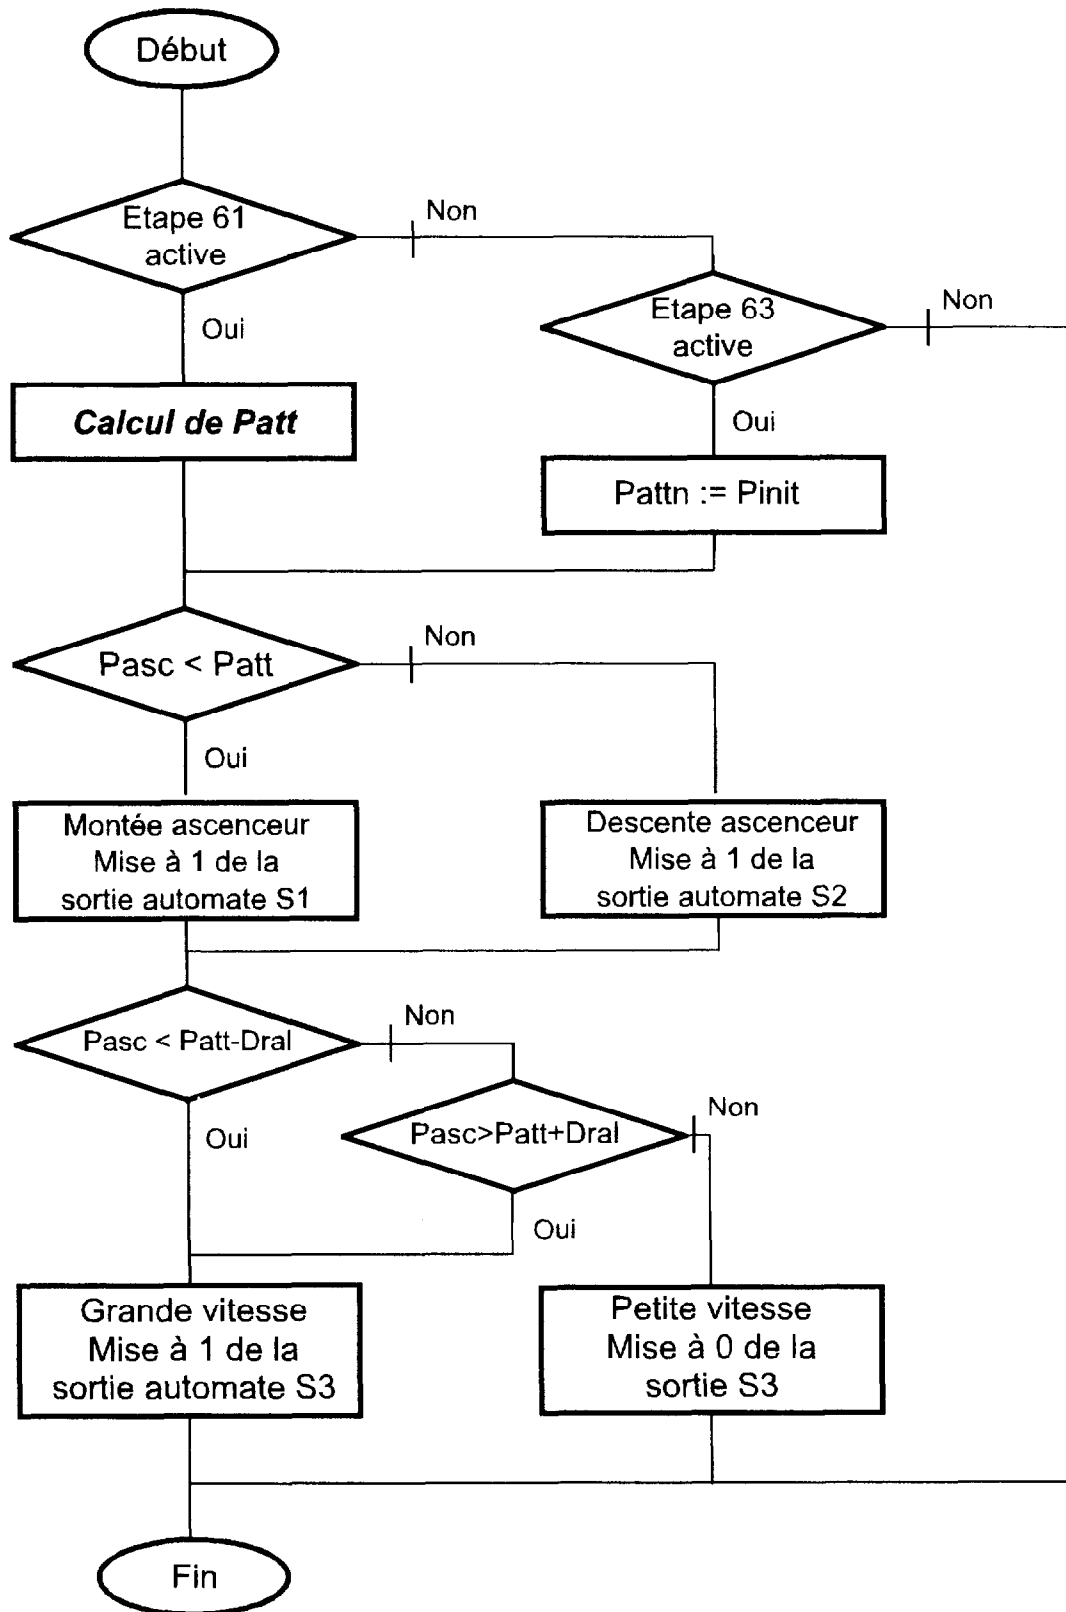 Début
Etape 61
active
Non
Oui
Etape 63
active
Non
Oui
Calcul de Patt
Pattn := Pinit
Pasc < Patt
Non
Oui
Montée ascenceur
Mise à 1 de la
sortie automate S1
Descente ascenceur
Mise à 1 de la
sortie automate S2
Pasc < Patt-Dral
Non
Oui
Pasc>Patt+Dral
Non
Oui
Grande vitesse
Mise à 1 de la
sortie automate S3
Petite vitesse
Mise à 0 de la
sortie S3
Fin